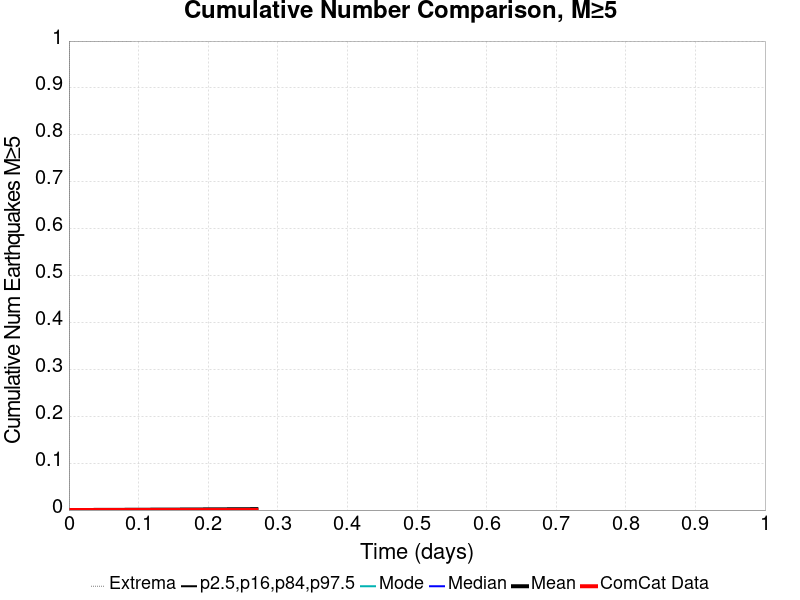 Cumulative Number Comparison, M≥5
Cumulative Num Earthquakes M≥5
1
0.9
0.8
0.7
0.6
0.5
0.4
0.3
0.2
0.1
0
0 0.1 0.2 0.3 0.4 0.5 0.6 0.7 0.8 0.9 1
Time (days)
Extrema p2.5,p16,p84,p97.5 Mode Median Mean ComCat Data